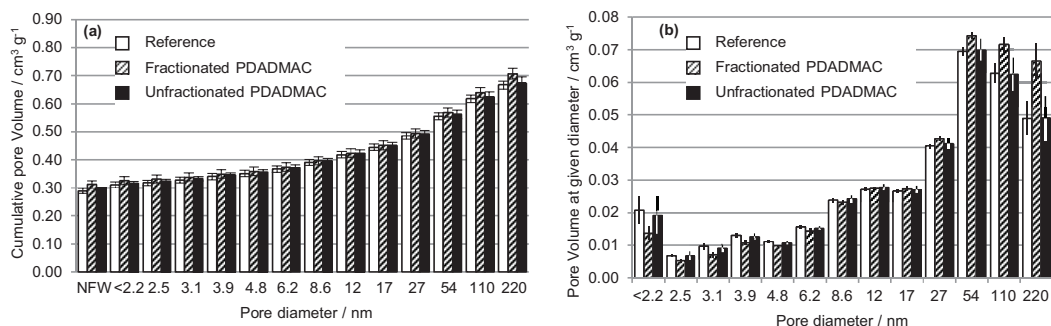 0.90
0.80
0.70
0.60
0.50
0.40
0.30
0.20
0.10
0.00
Cumulative pore Volume / cm³ g⁻¹
(a)
Reference
Fractionated PDADMAC
Unfractionated PDADMAC
NFW <2.2 2.5 3.1 3.9 4.8 6.2 8.6 12 17 27 54 110 220
Pore diameter / nm
0.08
0.07
0.06
0.05
0.04
0.03
0.02
0.01
0.00
Pore Volume at given diameter / cm³ g⁻¹
(b)
Reference
Fractionated PDADMAC
Unfractionated PDADMAC
<2.2 2.5 3.1 3.9 4.8 6.2 8.6 12 17 27 54 110 220
Pore diameter / nm